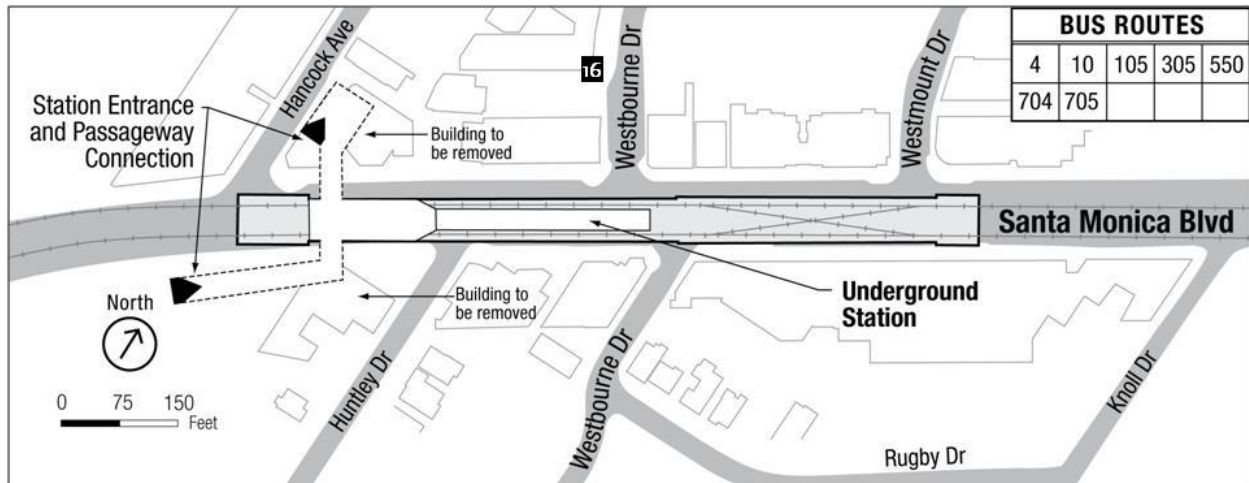 Hancock Ave
16
Westbourne Dr
Westmount Dr
BUS ROUTES
4 10 105 305 550
704 705
Station Entrance
and Passageway
Connection
Building to
be removed
Santa Monica Blvd
North
Building to
be removed
Underground
Station
0 75 150
Feet
Huntley Dr
Westbourne Dr
Knoll Dr
Rugby Dr